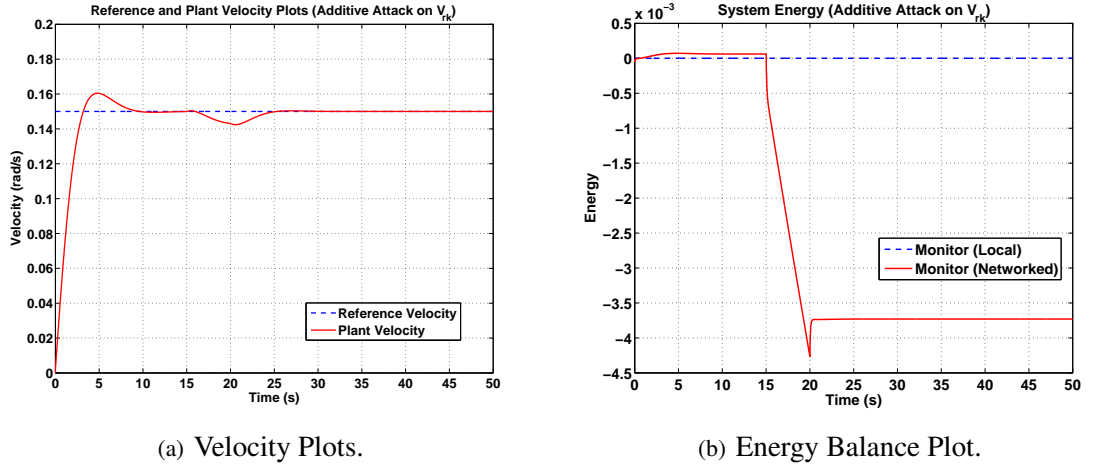 Reference and Plant Velocity Plots (Additive Attack on V_rk)
0.2
0.18
0.16
0.14
0.12
0.1
0.08
0.06
0.04
0.02
0
Velocity (rad/s)
Reference Velocity
Plant Velocity
0 5 10 15 20 25 30 35 40 45 50
Time (s)
(a) Velocity Plots.
System Energy (Additive Attack on V_rk)
x 10^−3
0.5
0
−0.5
−1
−1.5
−2
−2.5
−3
−3.5
−4
−4.5
Energy
Monitor (Local)
Monitor (Networked)
0 5 10 15 20 25 30 35 40 45 50
Time (s)
(b) Energy Balance Plot.